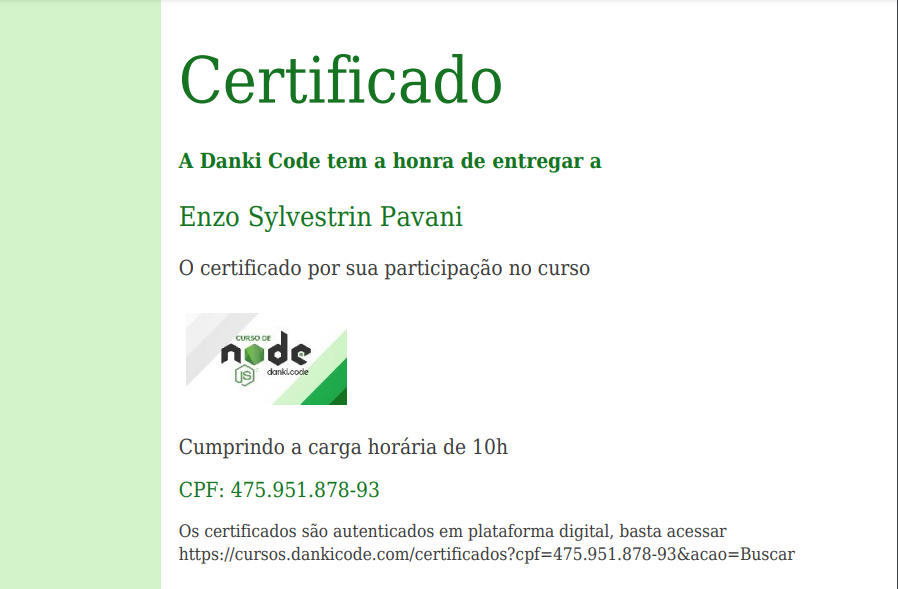 Certificado
A Danki Code tem a honra de entregar a
Enzo Sylvestrin Pavani
O certificado por sua participação no curso
CURSO DE
node
JS
danki.code
Cumprindo a carga horária de 10h
CPF: 475.951.878-93
Os certificados são autenticados em plataforma digital, basta acessar
https://cursos.dankicode.com/certificados?cpf=475.951.878-93&acao=Buscar